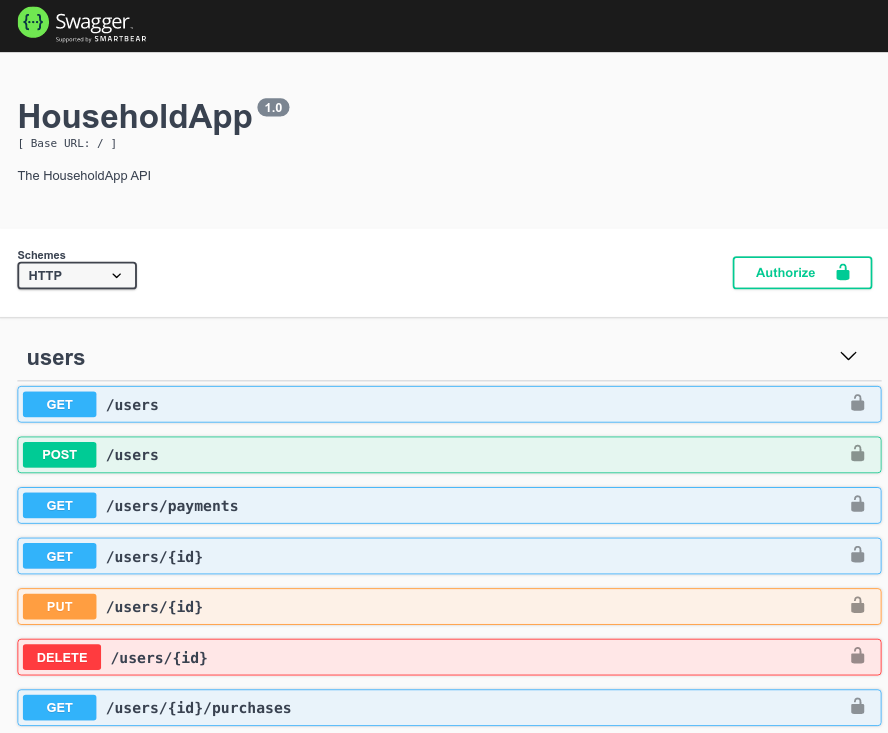 Swagger.
Supported by SMARTBEAR
HouseholdApp 1.0
[ Base URL: / ]
The HouseholdApp API
Schemes
HTTP
Authorize
users
GET /users
POST /users
GET /users/payments
GET /users/{id}
PUT /users/{id}
DELETE /users/{id}
GET /users/{id}/purchases